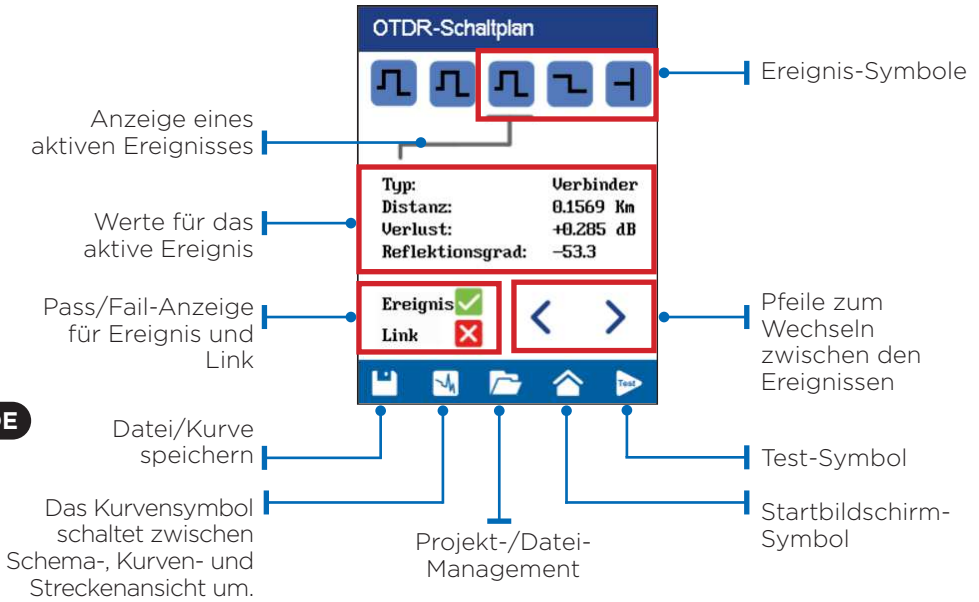 OTDR-Schaltplan
Ereignis-Symbole
Anzeige eines
aktiven Ereignisses
Typ: Verbinder
Distanz: 0.1569 Km
Verlust: +0.285 dB
Reflektionsgrad: -53.3
Werte für das
aktive Ereignis
Pass/Fail-Anzeige
für Ereignis und
Link
Ereignis
Link
Pfeile zum
Wechseln
zwischen den
Ereignissen
Test
DE
Datei/Kurve
speichern
Test-Symbol
Das Kurvensymbol
schaltet zwischen
Schema-, Kurven- und
Streckenansicht um.
Projekt-/Datei-
Management
Startbildschirm-
Symbol